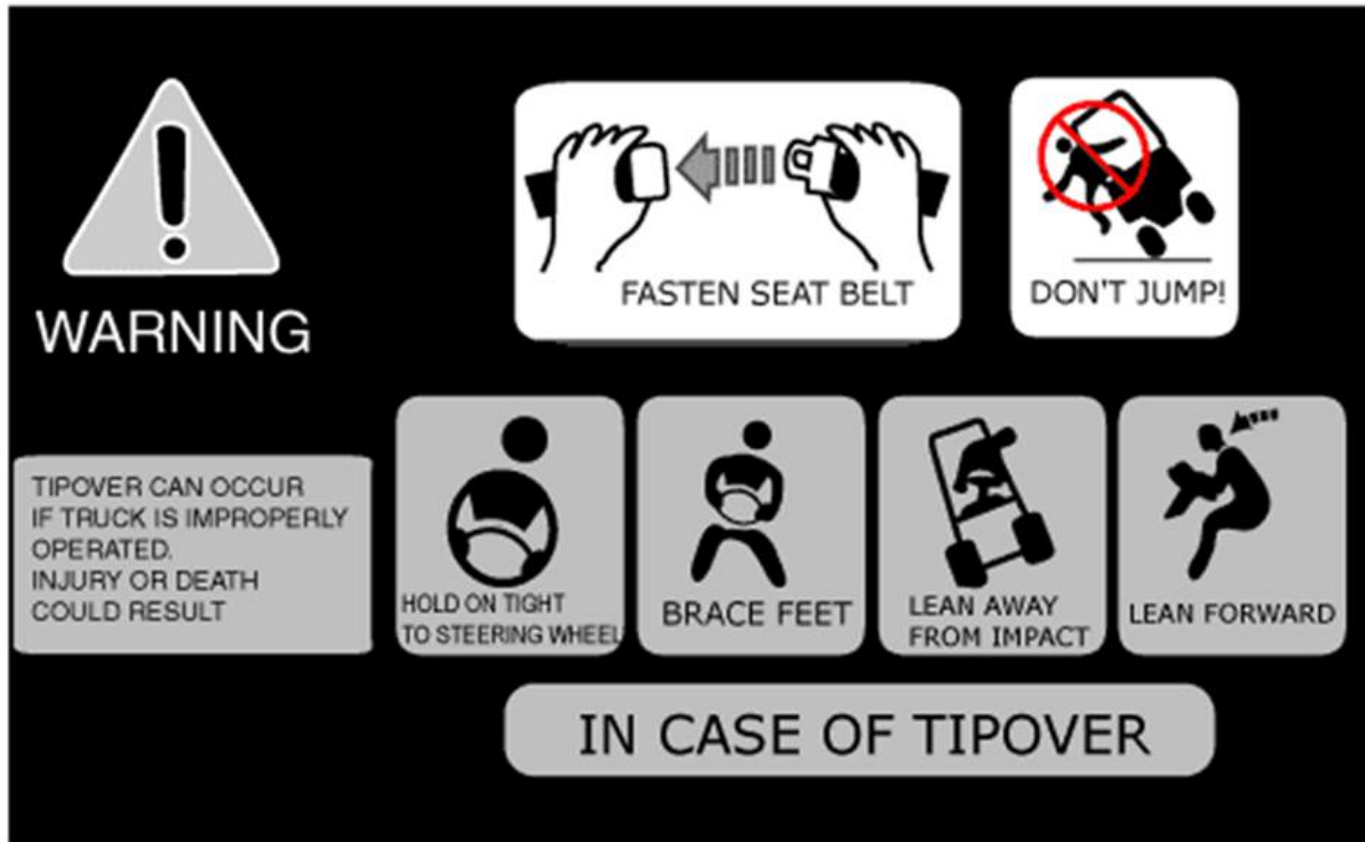 WARNING
FASTEN SEAT BELT
DON'T JUMP!
TIPOVER CAN OCCUR
IF TRUCK IS IMPROPERLY
OPERATED.
INJURY OR DEATH
COULD RESULT
HOLD ON TIGHT
TO STEERING WHEEL
BRACE FEET
LEAN AWAY
FROM IMPACT
LEAN FORWARD
IN CASE OF TIPOVER